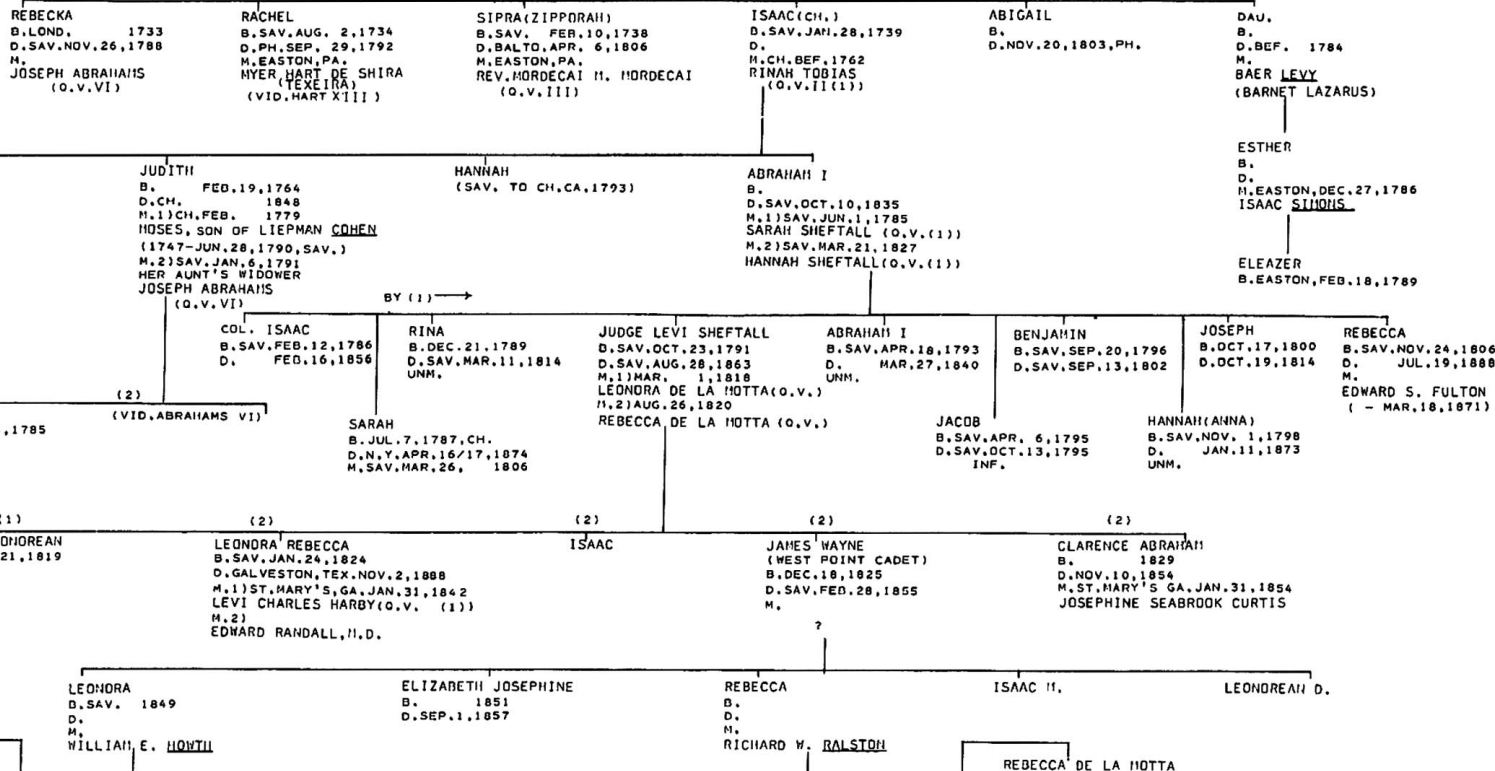 REBECKA
B.LOND. 1733
D.SAV.NOV.26,1788
M.
JOSEPH ABRAHAMS
(Q.V.VI)
RACHEL
B.SAV.AUG. 2,1734
D.PH.SEP. 29,1792
M.EASTON,PA.
MYER HART DE SHIRA
(TEXEIRA)
(VID.HART XIII)
SIPRA(ZIPPORAH)
B.SAV. FEB.10,1738
D.BALTO.APR. 6,1806
M.EASTON,PA.
REV.MORDECAI M. MORDECAI
(Q.V.III)
ISAAC(CH.)
B.SAV.JAN.28,1739
D.
M.CH.BEF.1762
RINAH TOBIAS
(Q.V.II(1))
ABIGAIL
B.
D.NOV.20,1803,PH.
DAU.
B.
D.BEF. 1784
M.
BAER LEVY
(BARNET LAZARUS)
JUDITH
B. FEB.19,1764
D.CH. 1848
M.1)CH.FEB. 1779
MOSES, SON OF LIEPMAN COHEN
(1747-JUN.28,1790,SAV.)
M.2)SAV.JAN.6,1791
HER AUNT'S WIDOWER
JOSEPH ABRAHAMS
(Q.V.VI)
HANNAH
(SAV. TO CH.CA.1793)
ABRAHAM I
B.
D.SAV.OCT.10,1835
M.1)SAV.JUN.1,1785
SARAH SHEFTALL (Q.V.(1))
M.2)SAV.MAR.21,1827
HANNAH SHEFTALL(Q.V.(1))
ESTHER
B.
D.
M.EASTON,DEC.27,1786
ISAAC SIMONS
ELEAZER
B.EASTON,FEB.18,1789
BY (1)
COL. ISAAC
B.SAV.FEB.12,1786
D. FEB.16,1856
RINA
B.DEC.21,1789
D.SAV.MAR.11,1814
UNM.
JUDGE LEVI SHEFTALL
B.SAV.OCT.23,1791
D.SAV.AUG.28,1863
M.1)MAR. 1,1818
LEONORA DE LA MOTTA(Q.V.)
M.2)AUG.26,1820
REBECCA DE LA MOTTA (Q.V.)
ABRAHAM I
B.SAV.APR.18,1793
D. MAR.27,1840
UNM.
BENJAMIN
B.SAV.SEP.20,1796
D.SAV.SEP.13,1802
JOSEPH
B.OCT.17,1800
D.OCT.19,1814
REBECCA
B.SAV.NOV.24,1806
D. JUL.19,1888
M.
EDWARD S. FULTON
( - MAR.18,1871)
(2)
(VID.ABRAHAMS VI)
,1785
SARAH
B.JUL.7,1787,CH.
D.N.Y.APR.16/17,1874
M.SAV.MAR.26, 1806
JACOB
B.SAV.APR. 6,1795
D.SAV.OCT.13,1795
INF.
HANNAH(ANNA)
B.SAV.NOV. 1,1798
D. JAN.11,1873
UNM.
(1)
ONOREAN
21,1819
(2)
LEONORA REBECCA
B.SAV.JAN.24,1824
D.GALVESTON,TEX.NOV.2,1888
M.1)ST.MARY'S,GA.JAN.31,1842
LEVI CHARLES HARBY(Q.V. (1))
M.2)
EDWARD RANDALL,M.D.
(2)
ISAAC
(2)
JAMES WAYNE
(WEST POINT CADET)
B.DEC.18,1825
D.SAV.FEB.28,1855
M.
?
(2)
CLARENCE ABRAHAM
B. 1829
D.NOV.10,1854
M.ST.MARY'S GA.JAN.31,1854
JOSEPHINE SEABROOK CURTIS
LEONORA
B.SAV. 1849
D.
M.
WILLIAM E. HOWTH
ELIZABETH JOSEPHINE
B. 1851
D.SEP.1,1857
REBECCA
B.
D.
M.
RICHARD W. RALSTON
ISAAC M.
LEONOREAN D.
REBECCA DE LA MOTTA